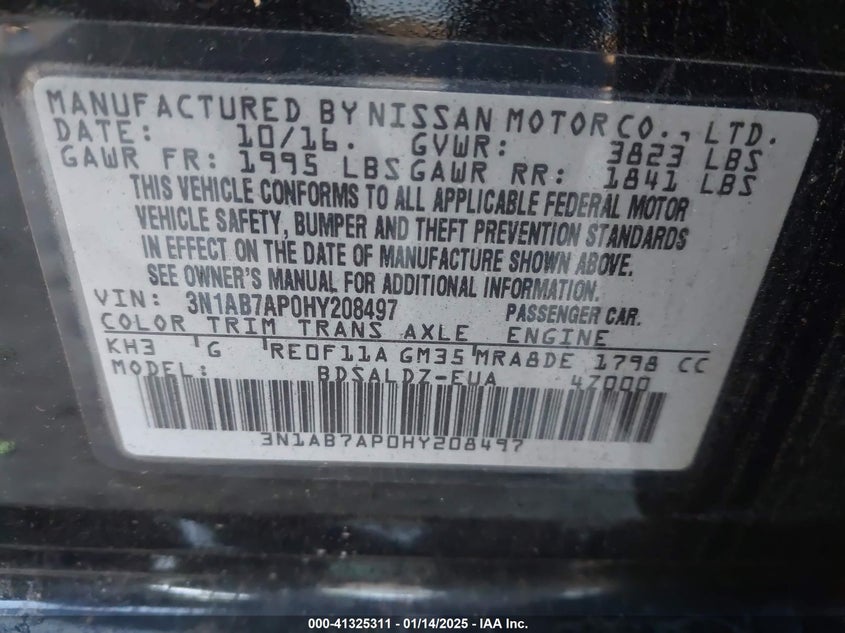 MANUFACTURED BY NISSAN MOTOR CO., LTD.
DATE: 10/16. GVWR: 3823 LBS
GAWR FR: 1995 LBS GAWR RR: 1841 LBS
THIS VEHICLE CONFORMS TO ALL APPLICABLE FEDERAL MOTOR
VEHICLE SAFETY, BUMPER AND THEFT PREVENTION STANDARDS
IN EFFECT ON THE DATE OF MANUFACTURE SHOWN ABOVE.
SEE OWNER'S MANUAL FOR ADDITIONAL INFORMATION.
VIN: 3N1AB7AP0HY208497 PASSENGER CAR.
COLOR TRIM TRANS AXLE ENGINE
KH3 G RE0F11A GM35 MRA8DE 1798 CC
MODEL: BDSALDZ-EUA 4Z000
3N1AB7AP0HY208497
000-41325311 - 01/14/2025 - IAA Inc.